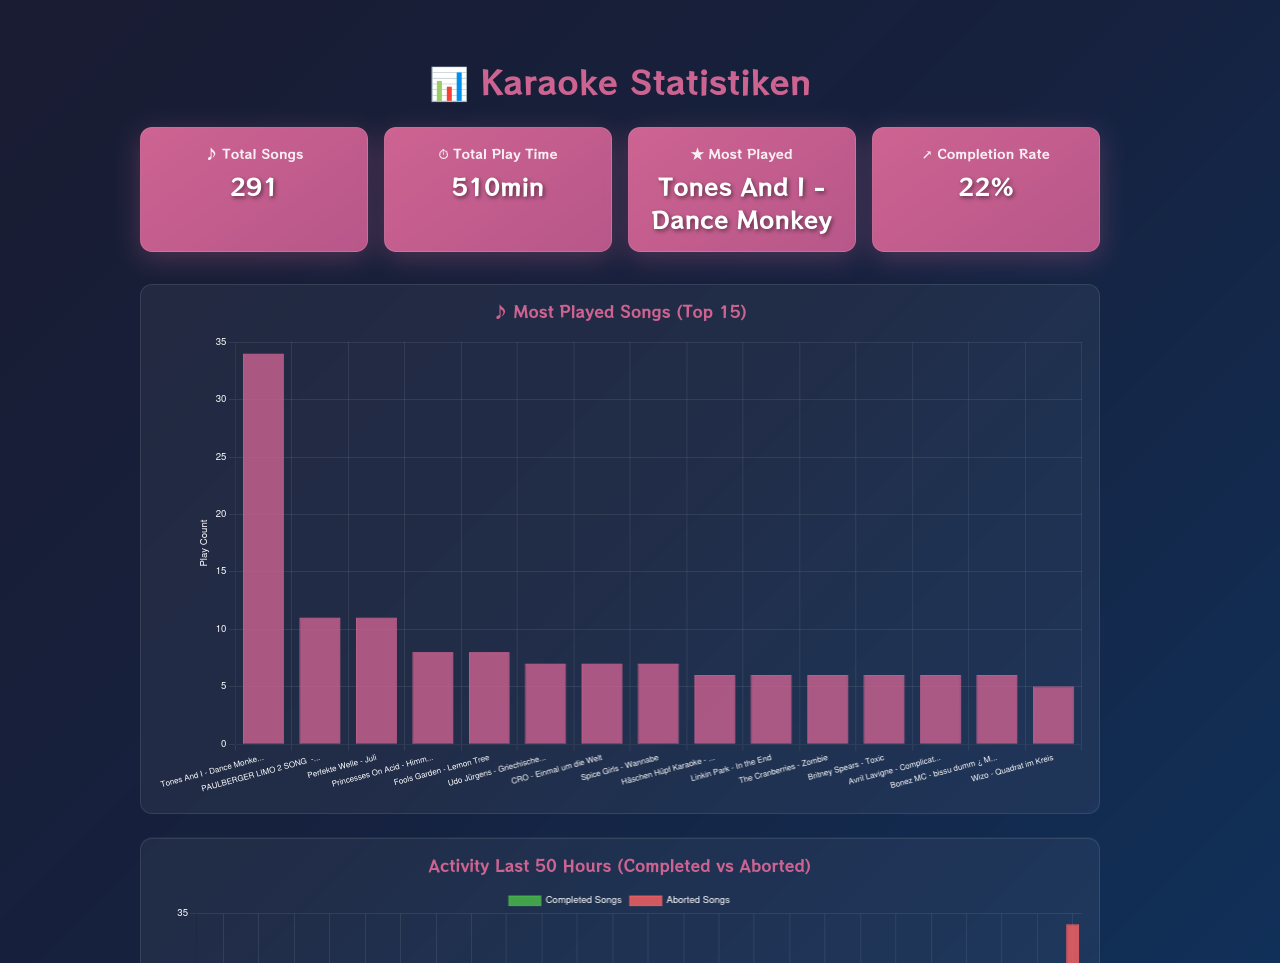 📊 Karaoke Statistiken
♪ Total Songs
291
⏱ Total Play Time
510min
★ Most Played
Tones And I -
Dance Monkey
↗ Completion Rate
22%
♪ Most Played Songs (Top 15)
35
30
25
20
15
10
5
0
Play Count
Tones And I - Dance Monke...
PAULBERGER LIMO 2 SONG -...
Perfekte Welle - Juli
Princesses On Acid - Himm...
Fools Garden - Lemon Tree
Udo Jürgens - Griechische...
CRO - Einmal um die Welt
Spice Girls - Wannabe
Häschen Hüpf Karaoke - ...
Linkin Park - In the End
The Cranberries - Zombie
Britney Spears - Toxic
Avril Lavigne - Complicat...
Bonez MC - bissu dumm ¿ M...
Wizo - Quadrat im Kreis
Activity Last 50 Hours (Completed vs Aborted)
Completed Songs
Aborted Songs
35